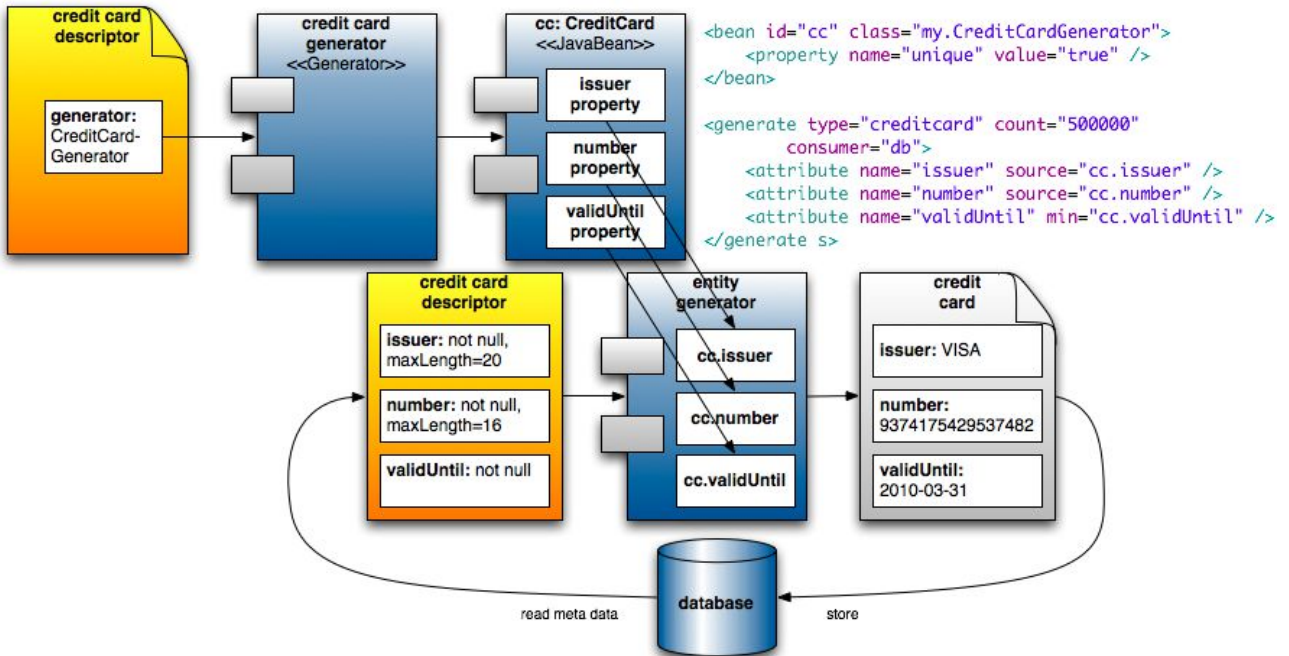 credit card
descriptor
generator:
CreditCard-
Generator
credit card
generator
<<Generator>>
cc: CreditCard
<<JavaBean>>
issuer
property
number
property
validUntil
property
<bean id="cc" class="my.CreditCardGenerator">
<property name="unique" value="true" />
</bean>
<generate type="creditcard" count="500000"
consumer="db">
<attribute name="issuer" source="cc.issuer" />
<attribute name="number" source="cc.number" />
<attribute name="validUntil" min="cc.validUntil" />
</generate s>
credit card
descriptor
issuer: not null,
maxLength=20
number: not null,
maxLength=16
validUntil: not null
entity
generator
cc.issuer
cc.number
cc.validUntil
credit
card
issuer: VISA
number:
9374175429537482
validUntil:
2010-03-31
database
read meta data
store